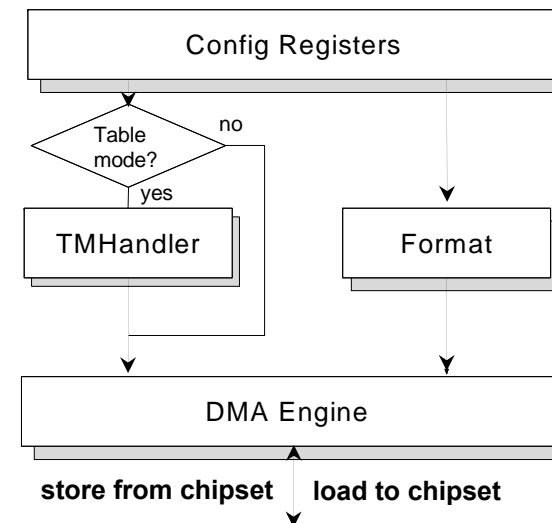 Config Registers
Table
mode?
no
yes
TMHandler
Format
DMA Engine
store from chipset
load to chipset